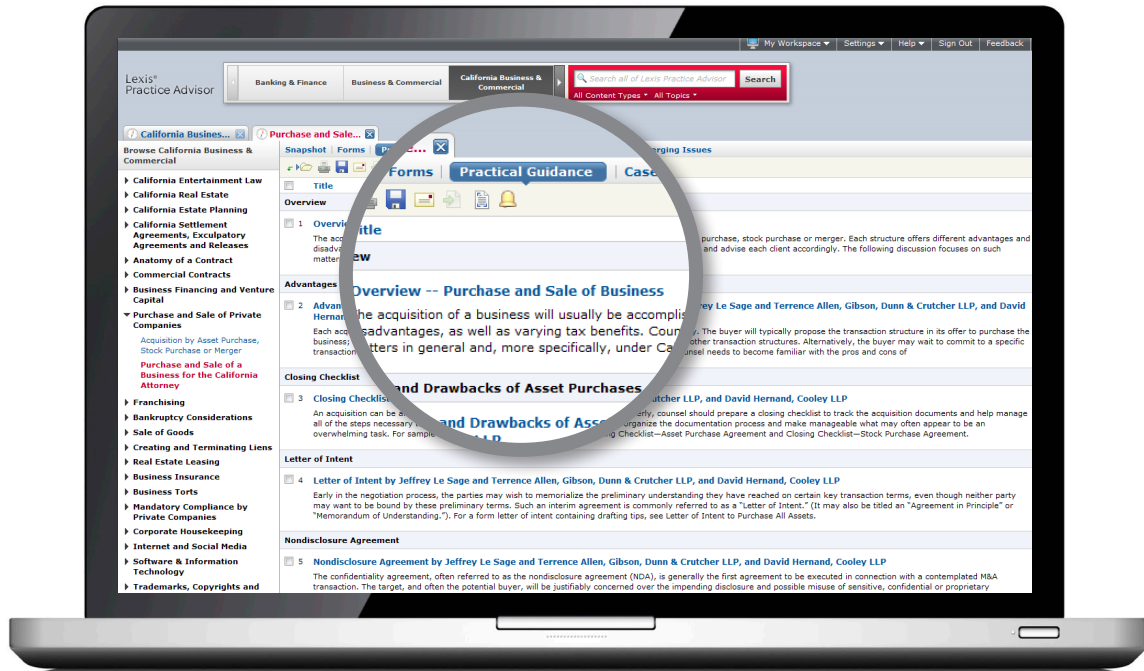 My Workspace Settings Help Sign Out Feedback
Lexis®
Practice Advisor
Banking & Finance
Business & Commercial
California Business &
Commercial
Search all of Lexis Practice Advisor
Search
All Content Types All Topics
California Busines...
Purchase and Sale...
Browse California Business &
Commercial
California Entertainment Law
California Real Estate
California Estate Planning
California Settlement
Agreements, Exculpatory
Agreements and Releases
Anatomy of a Contract
Commercial Contracts
Business Financing and Venture
Capital
Purchase and Sale of Private
Companies
Acquisition by Asset Purchase,
Stock Purchase or Merger
Purchase and Sale of a
Business for the California
Attorney
Franchising
Bankruptcy Considerations
Sale of Goods
Creating and Terminating Liens
Real Estate Leasing
Business Insurance
Business Torts
Mandatory Compliance by
Private Companies
Corporate Housekeeping
Internet and Social Media
Software & Information
Technology
Trademarks, Copyrights and
Snapshot Forms
Emerging Issues
Title
Overview
1 Overview
The
purchase, stock purchase or merger. Each structure offers different advantages and
and advise each client accordingly. The following discussion focuses on such
Advantages
2
Jeffrey Le Sage and Terrence Allen, Gibson, Dunn & Crutcher LLP, and David
Each
The buyer will typically propose the transaction structure in its offer to purchase the
business;
other transaction structures. Alternatively, the buyer may wait to commit to a specific
transaction
counsel needs to become familiar with the pros and cons of
Closing Checklist
3 Closing Checklist
Crutcher LLP, and David Hernand, Cooley LLP
An acquisition can be
counsel should prepare a closing checklist to track the acquisition documents and help manage
all of the steps necessary
organize the documentation process and make manageable what may often appear to be an
overwhelming task. For sample
Closing Checklist—Asset Purchase Agreement and Closing Checklist—Stock Purchase Agreement.
Letter of Intent
4 Letter of Intent by Jeffrey Le Sage and Terrence Allen, Gibson, Dunn & Crutcher LLP, and David Hernand, Cooley LLP
Early in the negotiation process, the parties may wish to memorialize the preliminary understanding they have reached on certain key transaction terms, even though neither party
may want to be bound by these preliminary terms. Such an interim agreement is commonly referred to as a "Letter of Intent." (It may also be titled an "Agreement in Principle" or
"Memorandum of Understanding."). For a form letter of intent containing drafting tips, see Letter of Intent to Purchase All Assets.
Nondisclosure Agreement
5 Nondisclosure Agreement by Jeffrey Le Sage and Terrence Allen, Gibson, Dunn & Crutcher LLP, and David Hernand, Cooley LLP
The confidentiality agreement, often referred to as the nondisclosure agreement (NDA), is generally the first agreement to be executed in connection with a contemplated M&A
transaction. The target, and often the potential buyer, will be justifiably concerned over the impending disclosure and possible misuse of sensitive, confidential or proprietary
Forms Practical Guidance Case
Title
Overview -- Purchase and Sale of Business
he acquisition of a business will usually be accomplis
sadvantages, as well as varying tax benefits. Coun
tters in general and, more specifically, under Ca
and Drawbacks of Asset Purchases
and Drawbacks of Asse